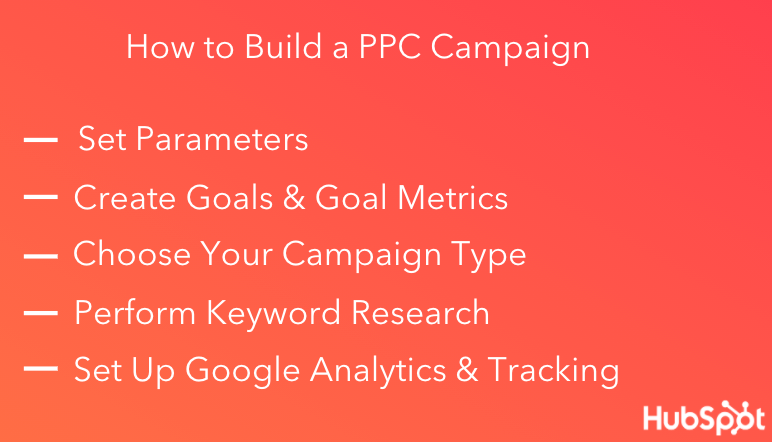 How to Build a PPC Campaign
— Set Parameters
— Create Goals & Goal Metrics
— Choose Your Campaign Type
— Perform Keyword Research
— Set Up Google Analytics & Tracking
HubSpot